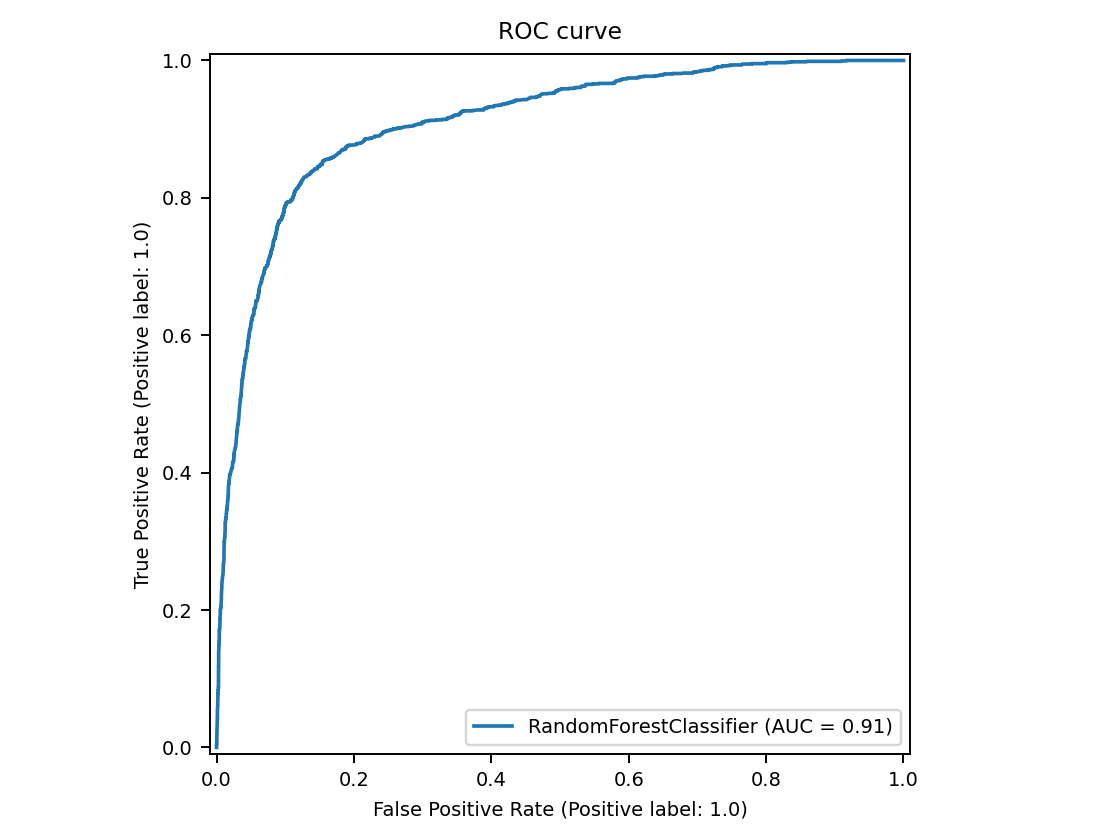 ROC curve
1.0
0.8
0.6
0.4
0.2
0.0
True Positive Rate (Positive label: 1.0)
RandomForestClassifier (AUC = 0.91)
0.0 0.2 0.4 0.6 0.8 1.0
False Positive Rate (Positive label: 1.0)